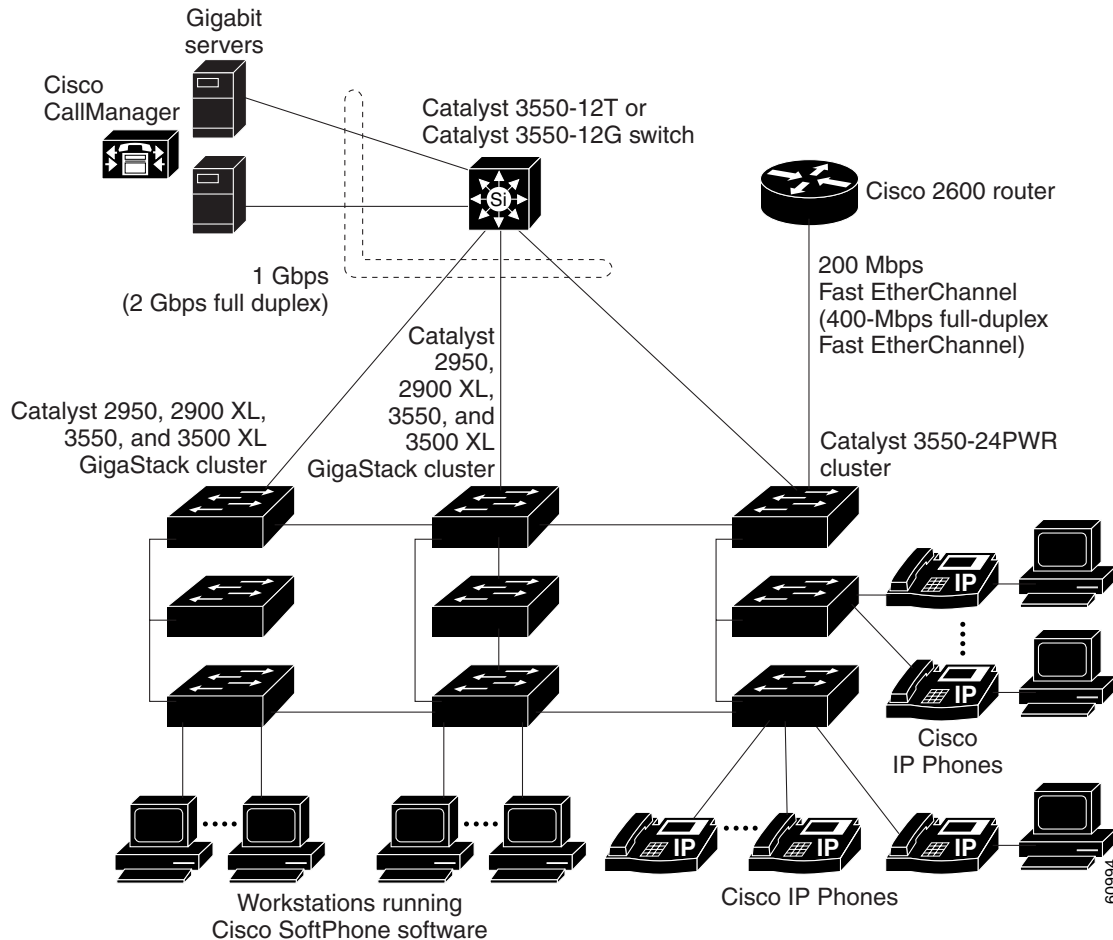 Gigabit
servers
Cisco
CallManager
Catalyst 3550-12T or
Catalyst 3550-12G switch
Si
Cisco 2600 router
1 Gbps
(2 Gbps full duplex)
200 Mbps
Fast EtherChannel
(400-Mbps full-duplex
Fast EtherChannel)
Catalyst
2950,
2900 XL,
3550, and
3500 XL
GigaStack cluster
Catalyst 2950, 2900 XL,
3550, and 3500 XL
GigaStack cluster
Catalyst 3550-24PWR
cluster
IP
IP
Cisco
IP Phones
IP
IP
IP
Cisco IP Phones
Workstations running
Cisco SoftPhone software
60994